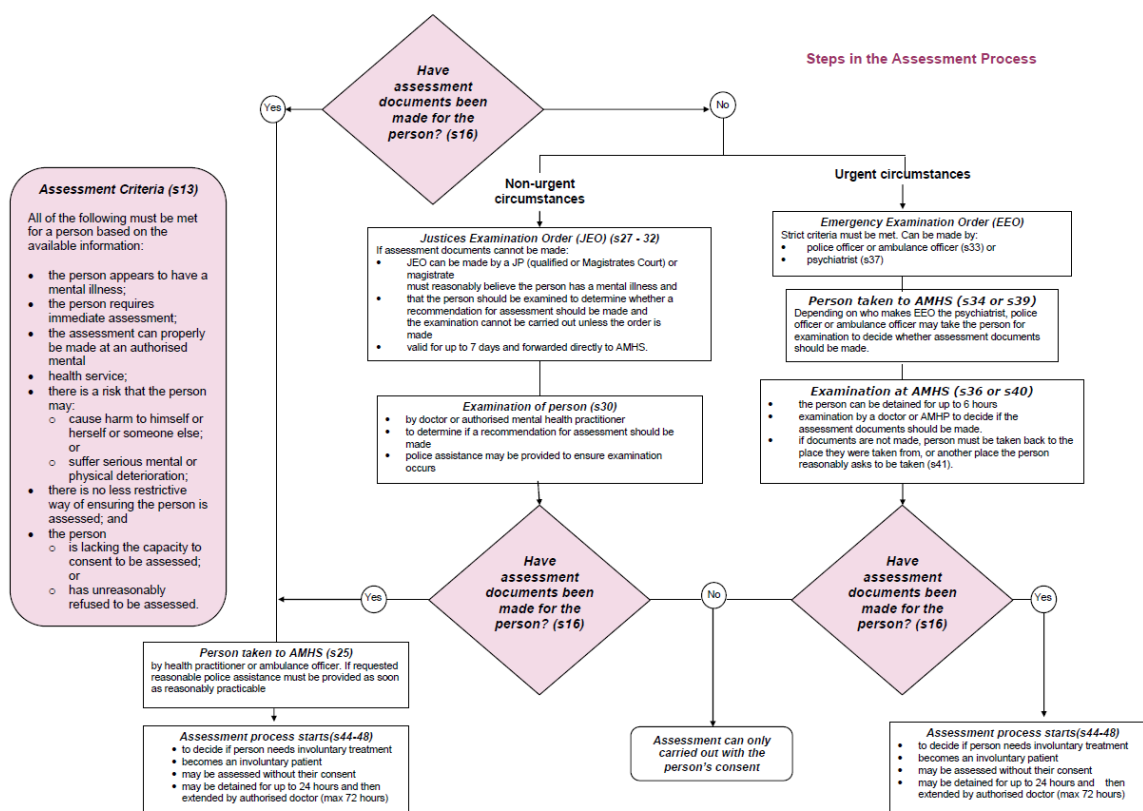 Steps in the Assessment Process
Have
assessment
documents been
made for the
person? (s16)
Yes
No
Non-urgent
circumstances
Urgent circumstances
Assessment Criteria (s13)
All of the following must be met
for a person based on the
available information:
• the person appears to have a
mental illness;
• the person requires
immediate assessment;
• the assessment can properly
be made at an authorised
mental
• health service;
• there is a risk that the person
may:
o cause harm to himself or
herself or someone else;
or
o suffer serious mental or
physical deterioration;
• there is no less restrictive
way of ensuring the person is
assessed; and
• the person
o is lacking the capacity to
consent to be assessed;
or
o has unreasonably
refused to be assessed.
Justices Examination Order (JEO) (s27 - 32)
If assessment documents cannot be made:
• JEO can be made by a JP (qualified or Magistrates Court) or
magistrate
must reasonably believe the person has a mental illness and
• that the person should be examined to determine whether a
recommendation for assessment should be made and
the examination cannot be carried out unless the order is
made
• valid for up to 7 days and forwarded directly to AMHS.
Emergency Examination Order (EEO)
Strict criteria must be met. Can be made by:
• police officer or ambulance officer (s33) or
• psychiatrist (s37)
Person taken to AMHS (s34 or s39)
Depending on who makes EEO the psychiatrist, police
officer or ambulance officer may take the person for
examination to decide whether assessment documents
should be made.
Examination of person (s30)
• by doctor or authorised mental health practitioner
• to determine if a recommendation for assessment should be
made
• police assistance may be provided to ensure examination
occurs
Examination at AMHS (s36 or s40)
• the person can be detained for up to 6 hours
• examination by a doctor or AMHP to decide if the
assessment documents should be made.
• if documents are not made, person must be taken back to the
place they were taken from, or another place the person
reasonably asks to be taken (s41).
Yes
Have
assessment
documents been
made for the
person? (s16)
No
Have
assessment
documents been
made for the
person? (s16)
Yes
Person taken to AMHS (s25)
by health practitioner or ambulance officer. If requested
reasonable police assistance must be provided as soon
as reasonably practicable
Assessment process starts(s44-48)
• to decide if person needs involuntary treatment
• becomes an involuntary patient
• may be assessed without their consent
• may be detained for up to 24 hours and then
extended by authorised doctor (max 72 hours)
Assessment can only
carried out with the
person's consent
Assessment process starts(s44-48)
• to decide if person needs involuntary treatment
• becomes an involuntary patient
• may be assessed without their consent
• may be detained for up to 24 hours and then
extended by authorised doctor (max 72 hours)